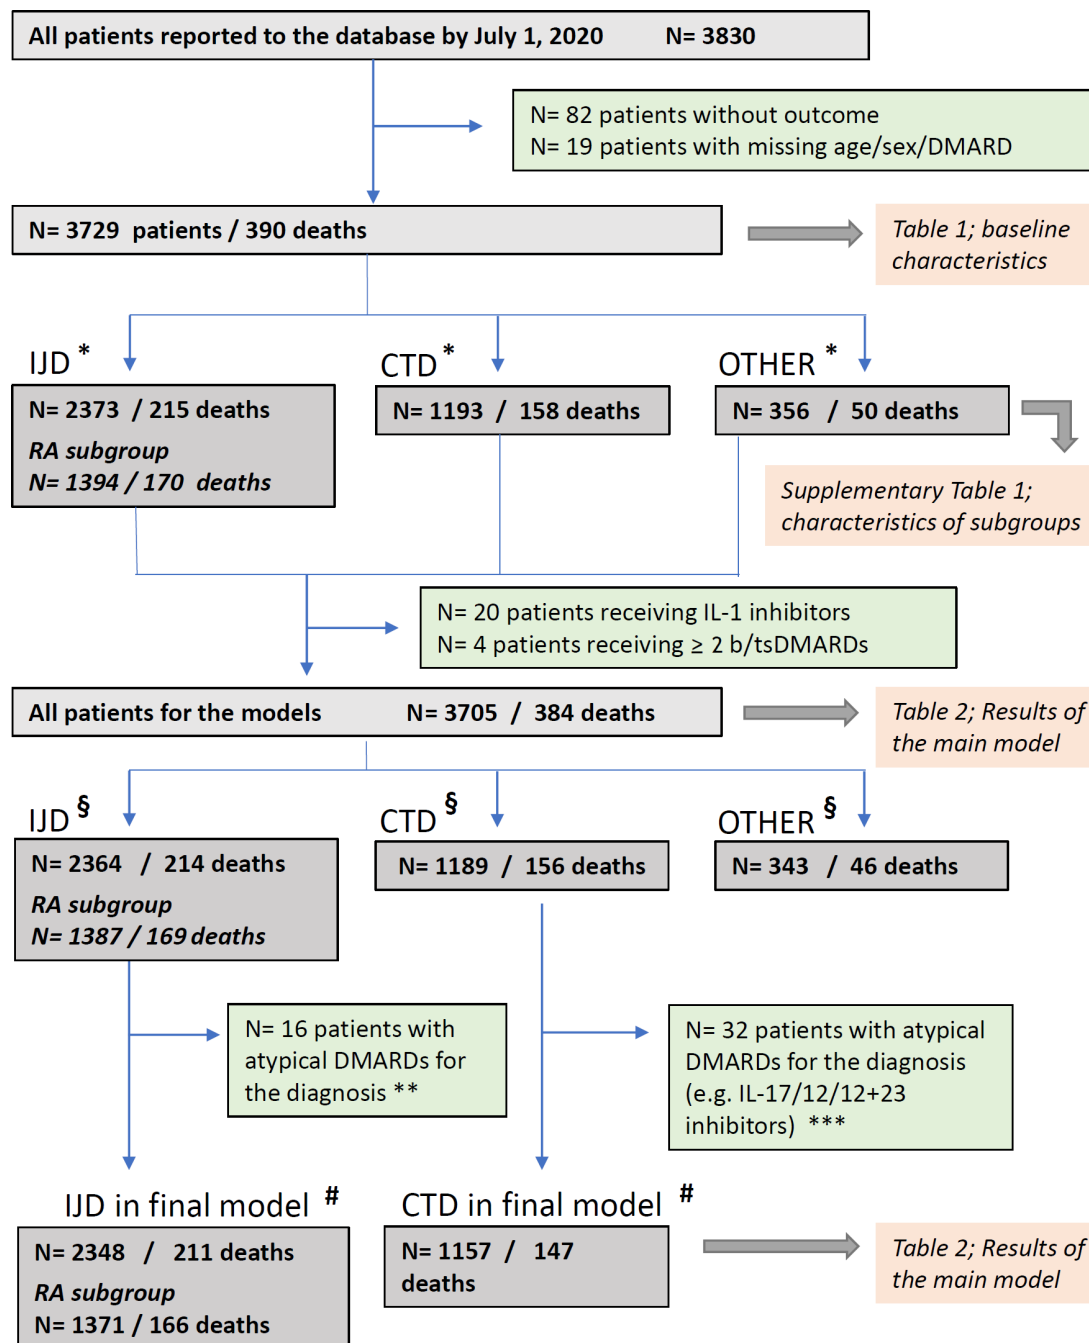 All patients reported to the database by July 1, 2020 N= 3830
N= 82 patients without outcome
N= 19 patients with missing age/sex/DMARD
N= 3729 patients / 390 deaths
Table 1; baseline
characteristics
IJD *
CTD *
OTHER *
N= 2373 / 215 deaths
RA subgroup
N= 1394 / 170 deaths
N= 1193 / 158 deaths
N= 356 / 50 deaths
Supplementary Table 1;
characteristics of subgroups
N= 20 patients receiving IL-1 inhibitors
N= 4 patients receiving ≥ 2 b/tsDMARDs
All patients for the models N= 3705 / 384 deaths
Table 2; Results of
the main model
IJD §
CTD §
OTHER §
N= 2364 / 214 deaths
RA subgroup
N= 1387 / 169 deaths
N= 1189 / 156 deaths
N= 343 / 46 deaths
N= 16 patients with
atypical DMARDs for
the diagnosis **
N= 32 patients with atypical
DMARDs for the diagnosis
(e.g. IL-17/12/12+23
inhibitors) ***
IJD in final model #
CTD in final model #
N= 2348 / 211 deaths
RA subgroup
N= 1371 / 166 deaths
N= 1157 / 147
deaths
Table 2; Results of
the main model